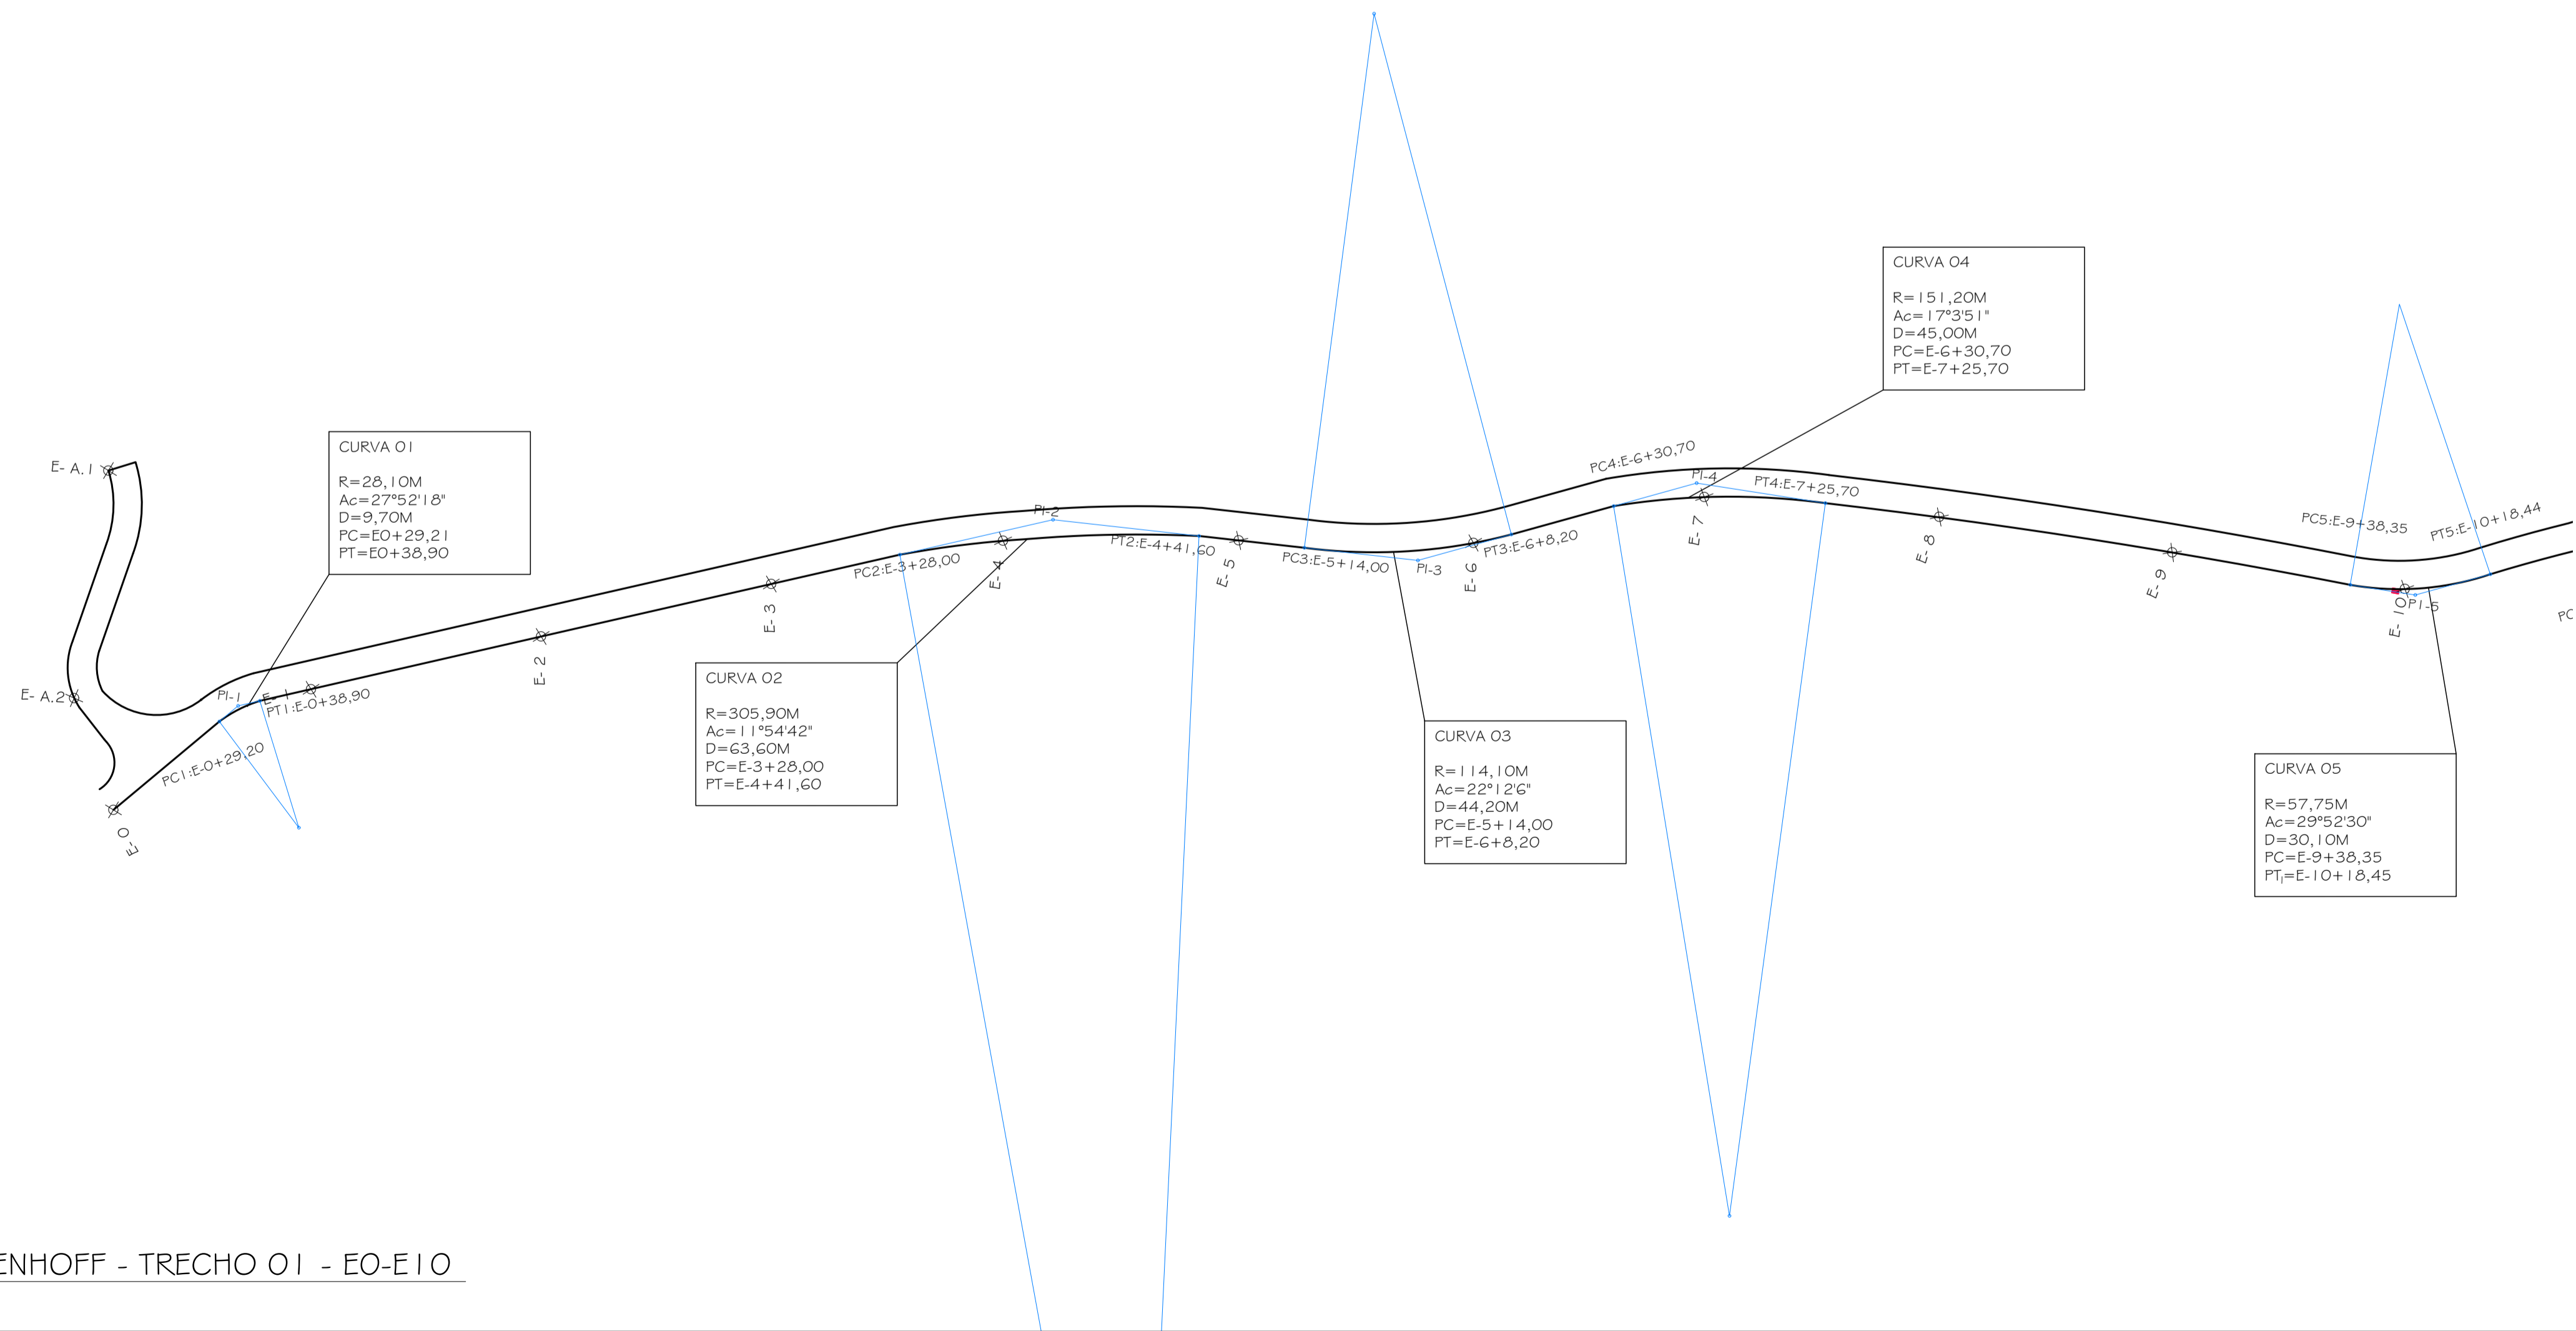 E- A.1
E- A.2
E-0
PC1:E-0+29,20
PI-1
E- 1
PT1:E-0+38,90
CURVA 01
R=28,10M
Ac=27°52'18"
D=9,70M
PC=E0+29,21
PT=E0+38,90
E- 2
E- 3
PC2:E-3+28,00
E- 4
PI-2
PT2:E-4+41,60
CURVA 02
R=305,90M
Ac=11°54'42"
D=63,60M
PC=E-3+28,00
PT=E-4+41,60
E- 5
PC3:E-5+14,00
PI-3
E- 6
PT3:E-6+8,20
CURVA 03
R=114,10M
Ac=22°12'6"
D=44,20M
PC=E-5+14,00
PT=E-6+8,20
PC4:E-6+30,70
PI-4
E- 7
PT4:E-7+25,70
CURVA 04
R=151,20M
Ac=17°3'51"
D=45,00M
PC=E-6+30,70
PT=E-7+25,70
E- 8
E- 9
PC5:E-9+38,35
E- 10
PI-5
PT5:E-10+18,44
CURVA 05
R=57,75M
Ac=29°52'30"
D=30,10M
PC=E-9+38,35
PT=E-10+18,45
PC
ENHOFF - TRECHO 01 - E0-E10